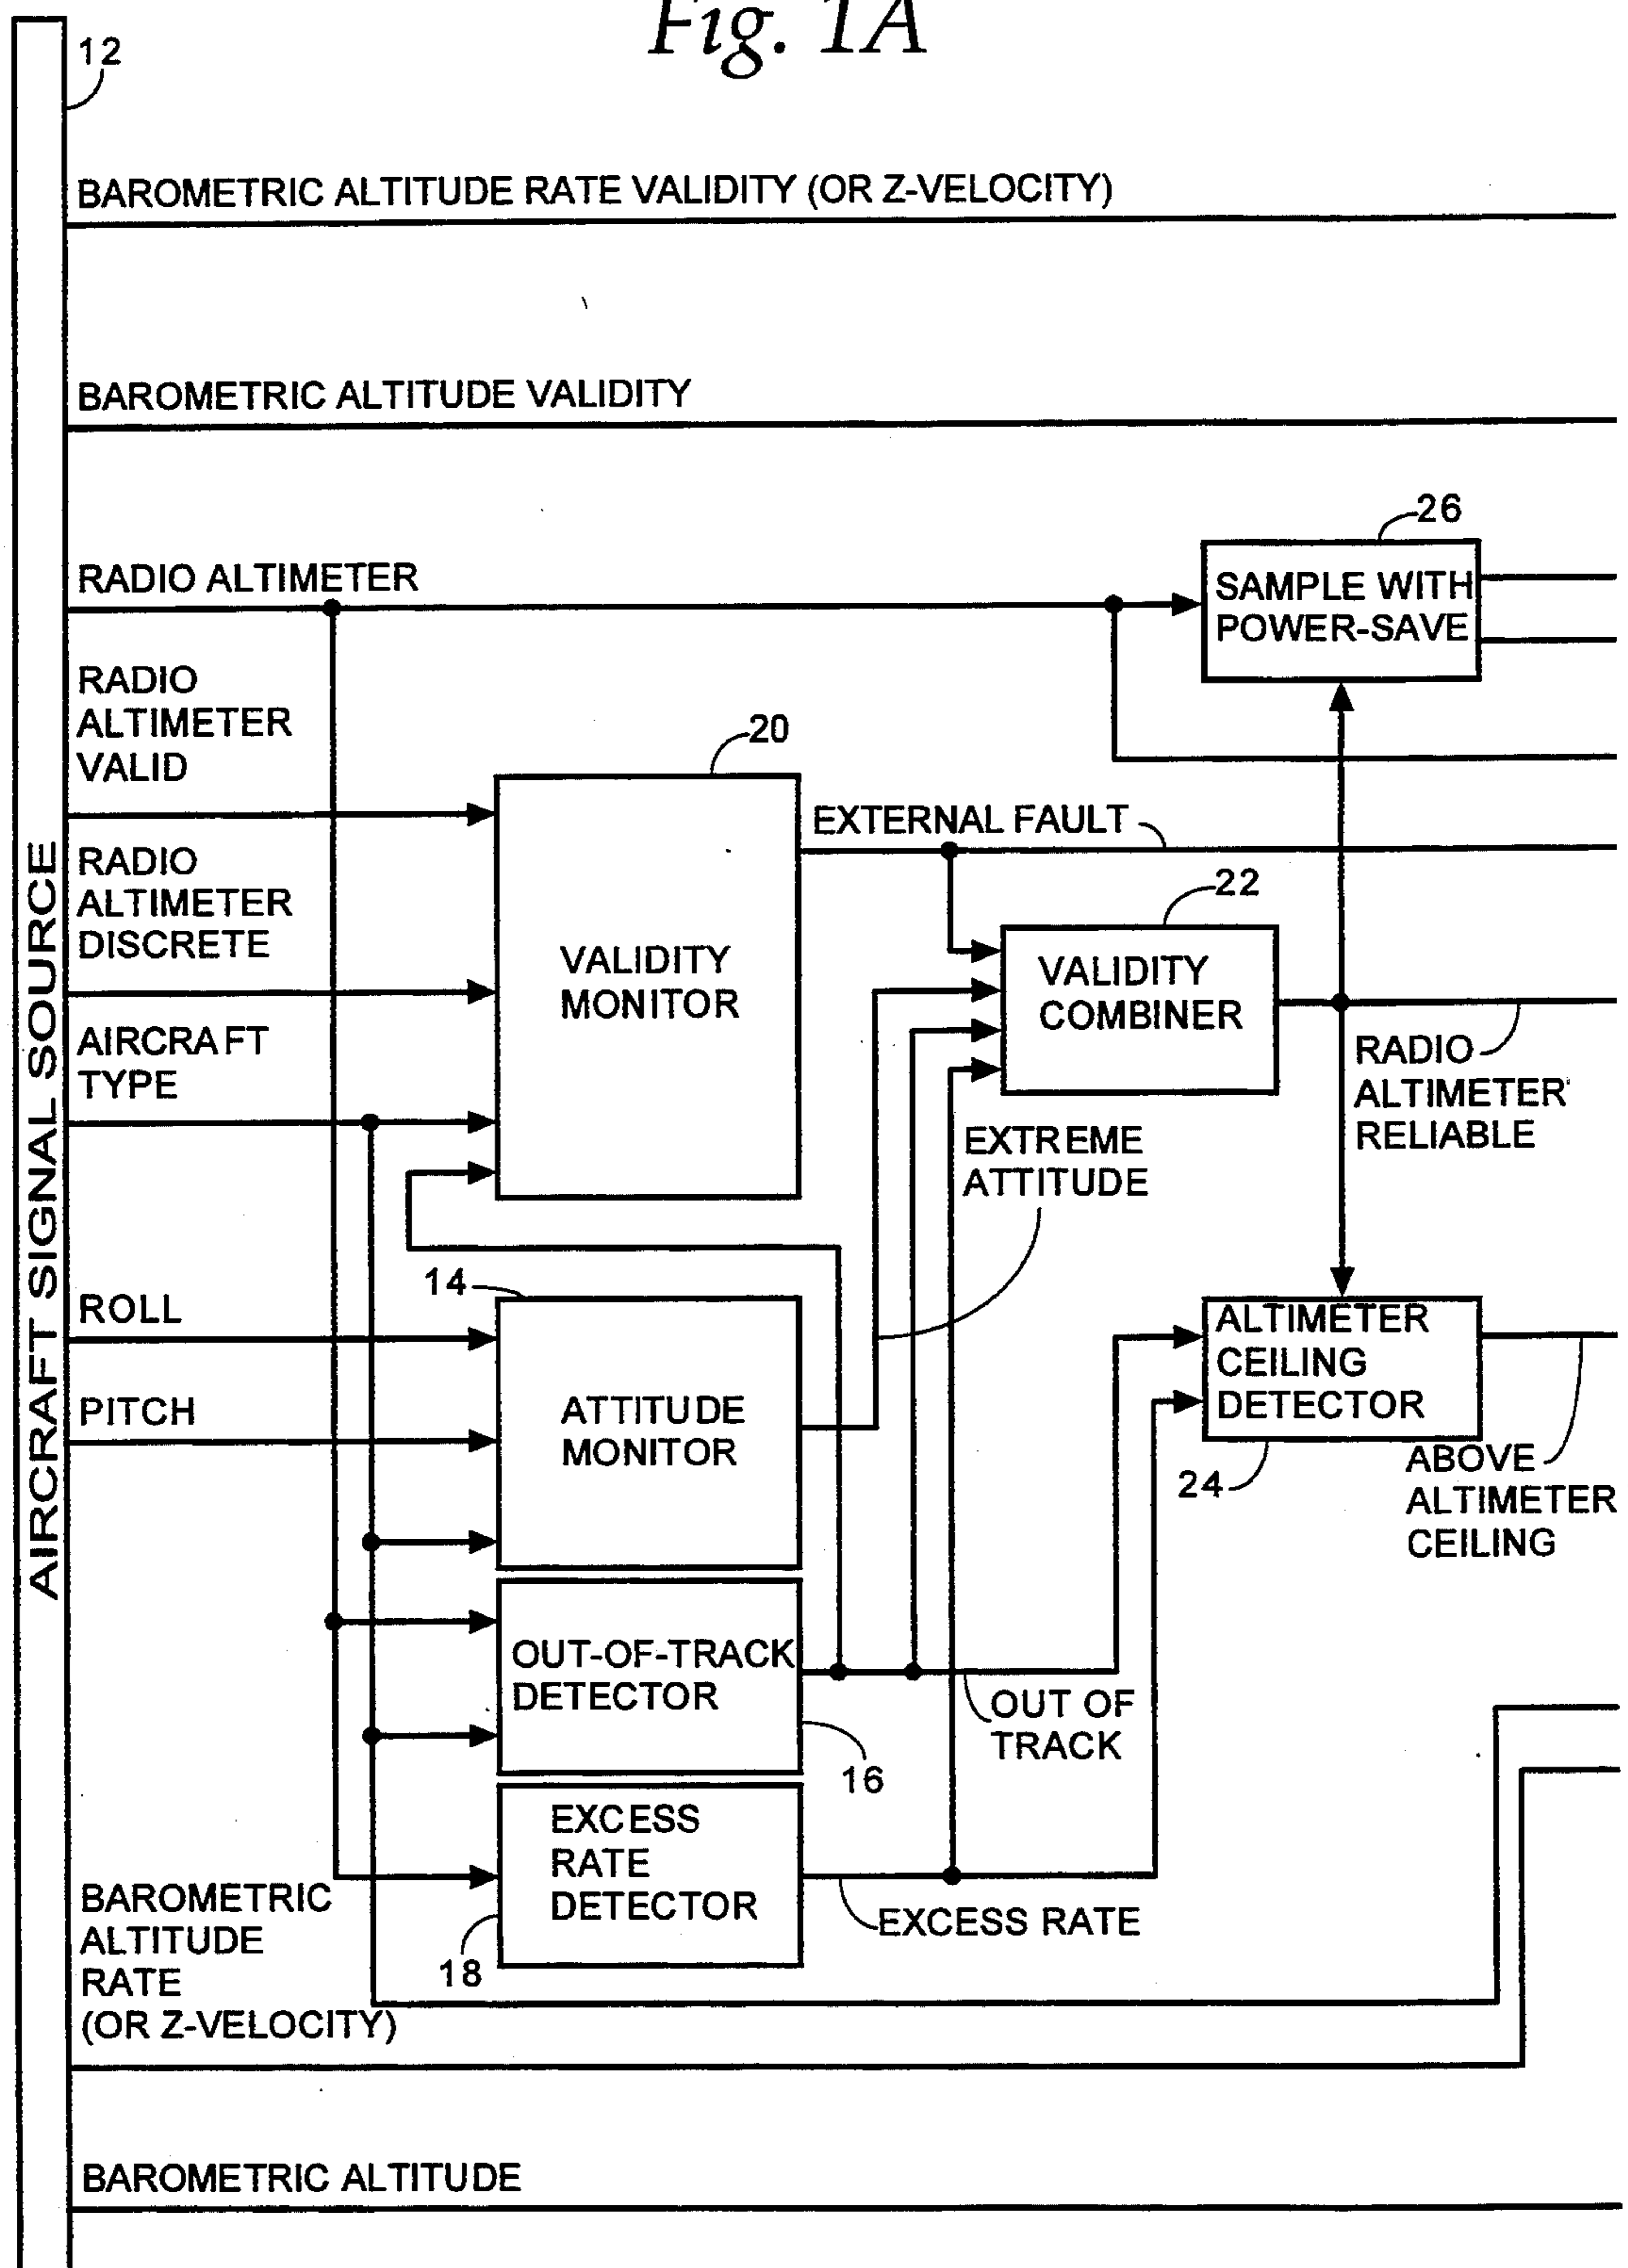 Fig. 1A
12
BAROMETRIC ALTITUDE RATE VALIDITY (OR Z-VELOCITY)
BAROMETRIC ALTITUDE VALIDITY
26
RADIO ALTIMETER
SAMPLE WITH
POWER-SAVE
RADIO
ALTIMETER
VALID
20
EXTERNAL FAULT
RADIO
ALTIMETER
DISCRETE
22
VALIDITY
MONITOR
VALIDITY
COMBINER
AIRCRAFT
TYPE
RADIO
ALTIMETER
RELIABLE
EXTREME
ATTITUDE
AIRCRAFT SIGNAL SOURCE
14
ROLL
ALTIMETER
CEILING
DETECTOR
PITCH
ATTITUDE
MONITOR
24
ABOVE
ALTIMETER
CEILING
OUT-OF-TRACK
DETECTOR
OUT OF
TRACK
16
EXCESS
RATE
DETECTOR
BAROMETRIC
ALTITUDE
RATE
(OR Z-VELOCITY)
EXCESS RATE
18
BAROMETRIC ALTITUDE